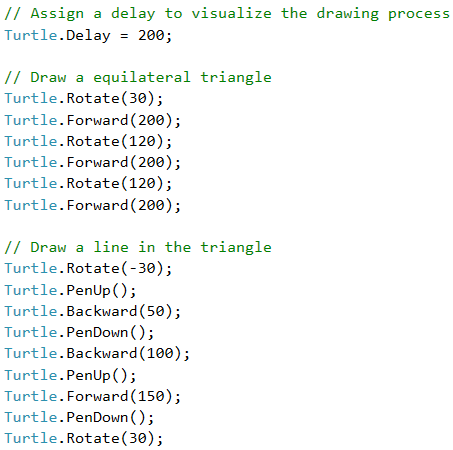 // Assign a delay to visualize the drawing process
Turtle.Delay = 200;

// Draw a equilateral triangle
Turtle.Rotate(30);
Turtle.Forward(200);
Turtle.Rotate(120);
Turtle.Forward(200);
Turtle.Rotate(120);
Turtle.Forward(200);

// Draw a line in the triangle
Turtle.Rotate(-30);
Turtle.PenUp();
Turtle.Backward(50);
Turtle.PenDown();
Turtle.Backward(100);
Turtle.PenUp();
Turtle.Forward(150);
Turtle.PenDown();
Turtle.Rotate(30);